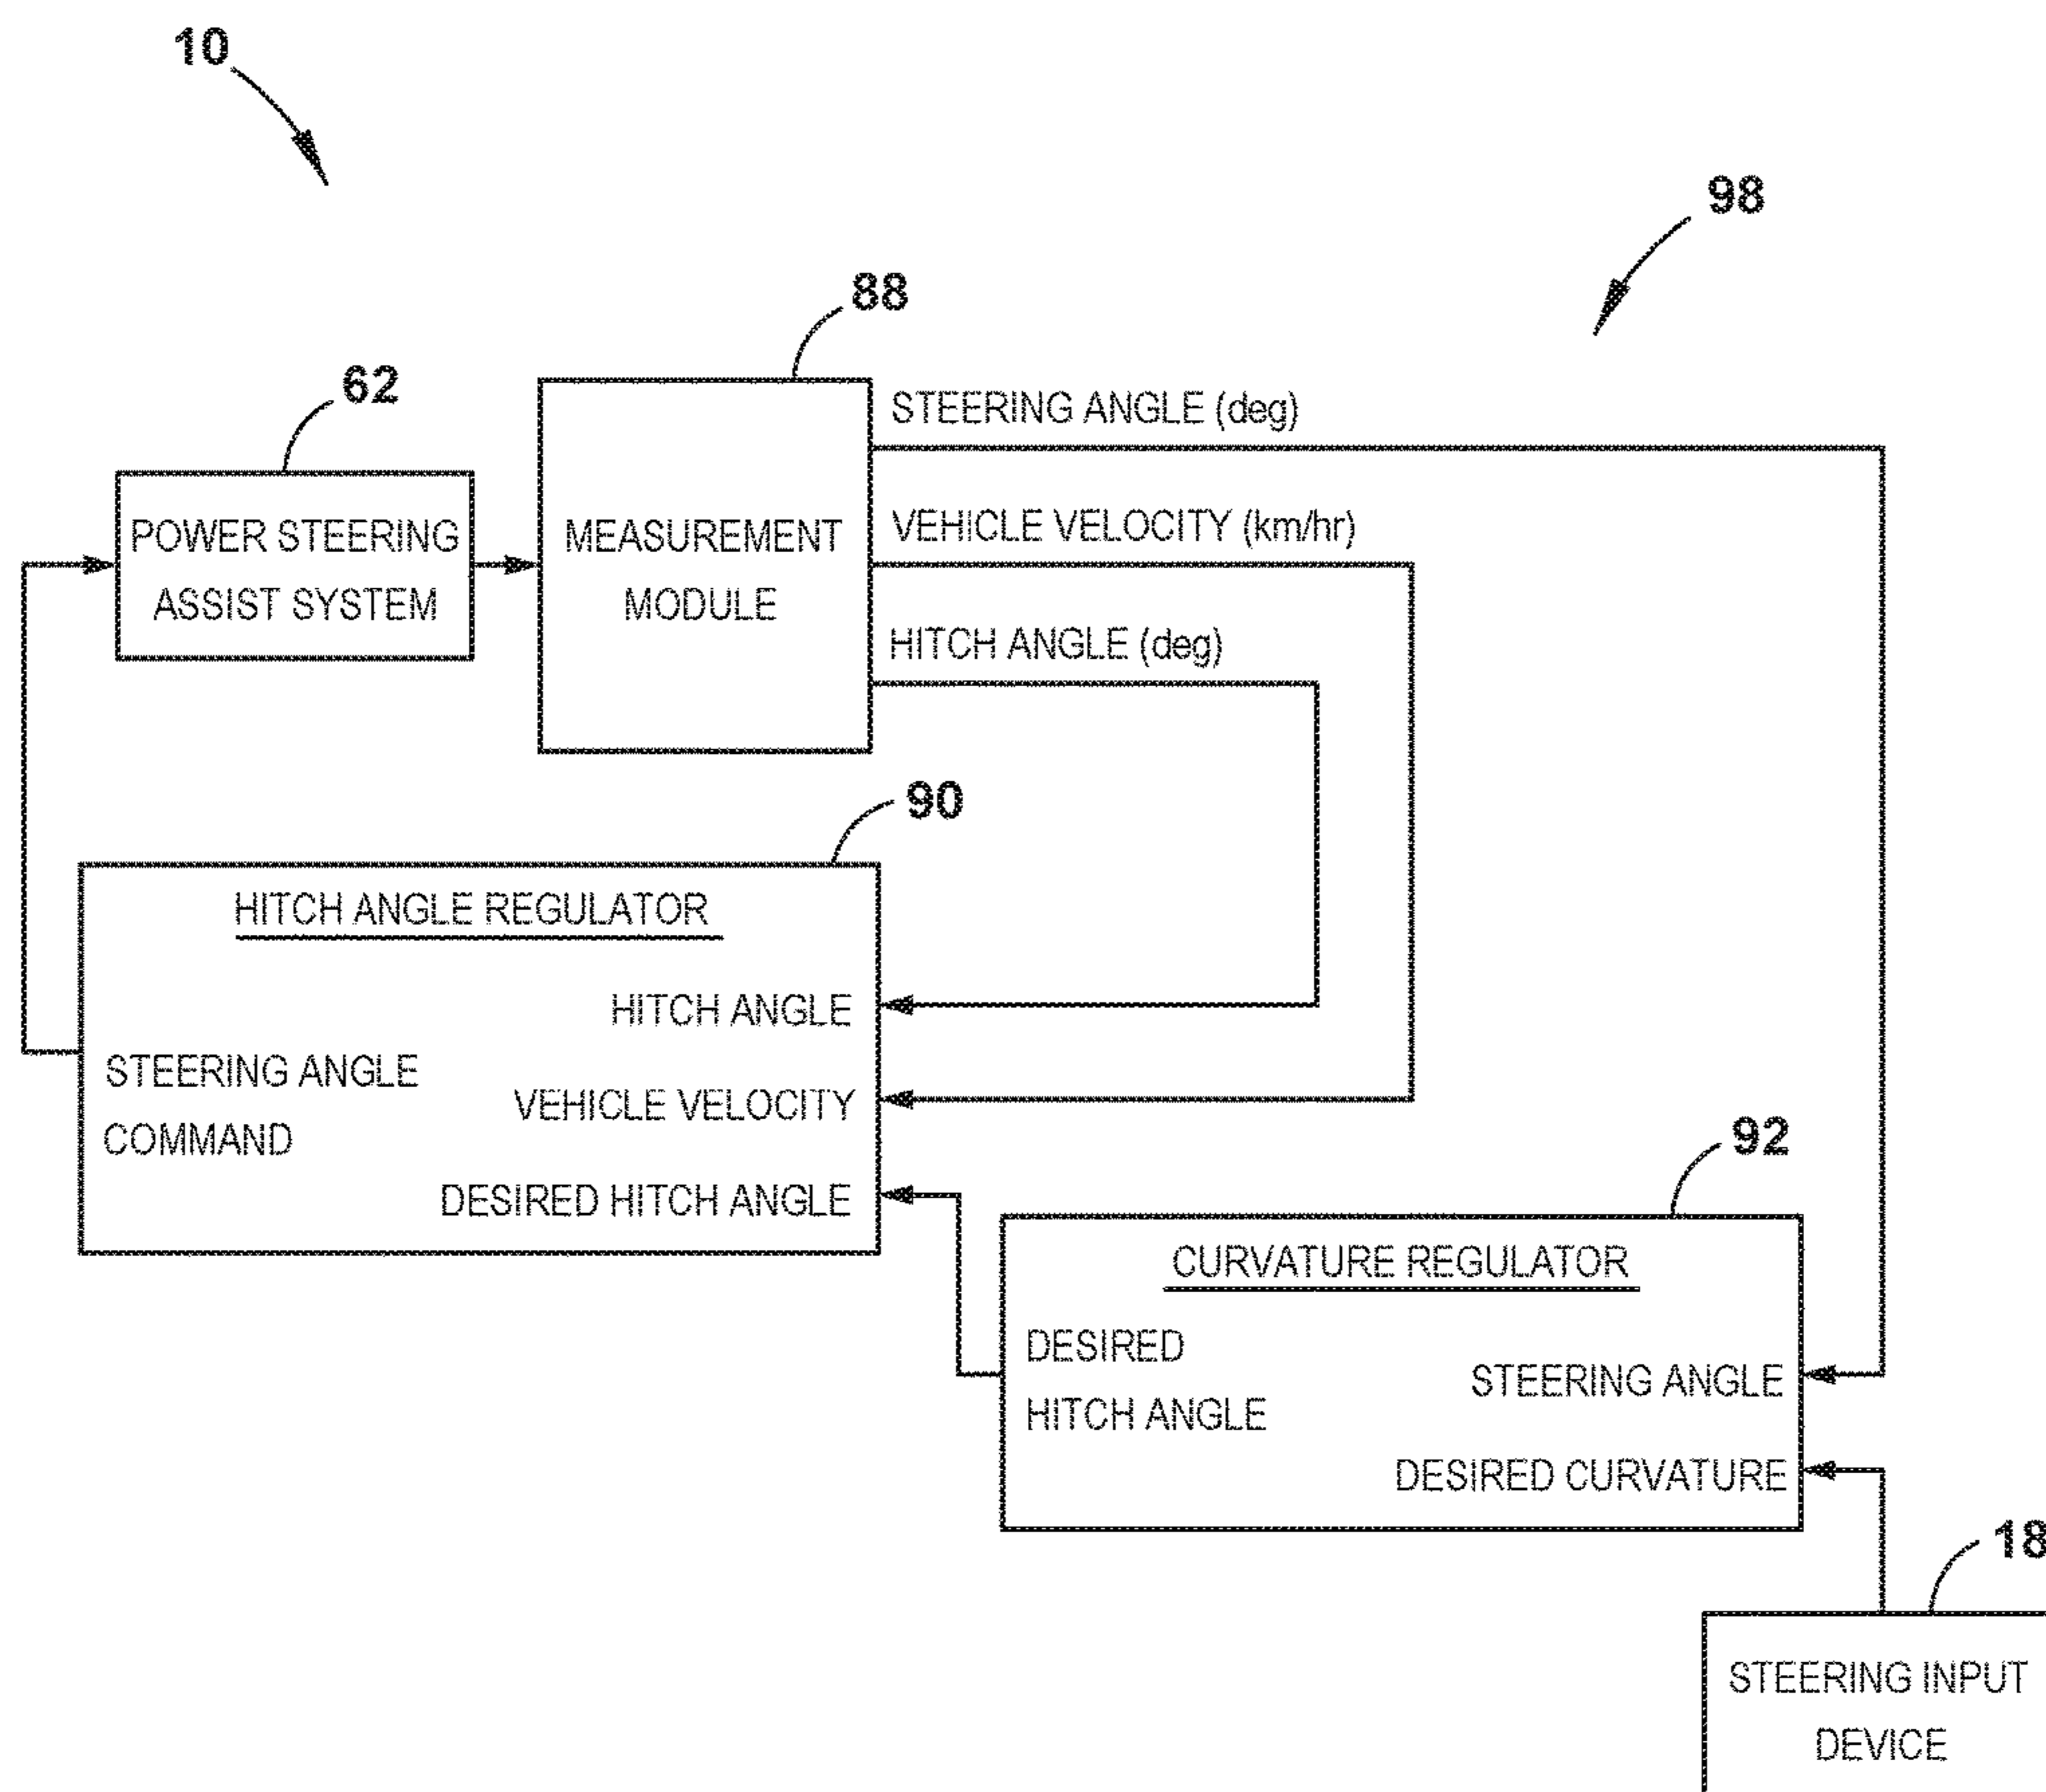 10
98
88
62
STEERING ANGLE (deg)
POWER STEERING
ASSIST SYSTEM
MEASUREMENT
MODULE
VEHICLE VELOCITY (km/hr)
HITCH ANGLE (deg)
90
HITCH ANGLE REGULATOR
HITCH ANGLE
STEERING ANGLE
COMMAND
VEHICLE VELOCITY
DESIRED HITCH ANGLE
92
CURVATURE REGULATOR
DESIRED
HITCH ANGLE
STEERING ANGLE
DESIRED CURVATURE
18
STEERING INPUT
DEVICE